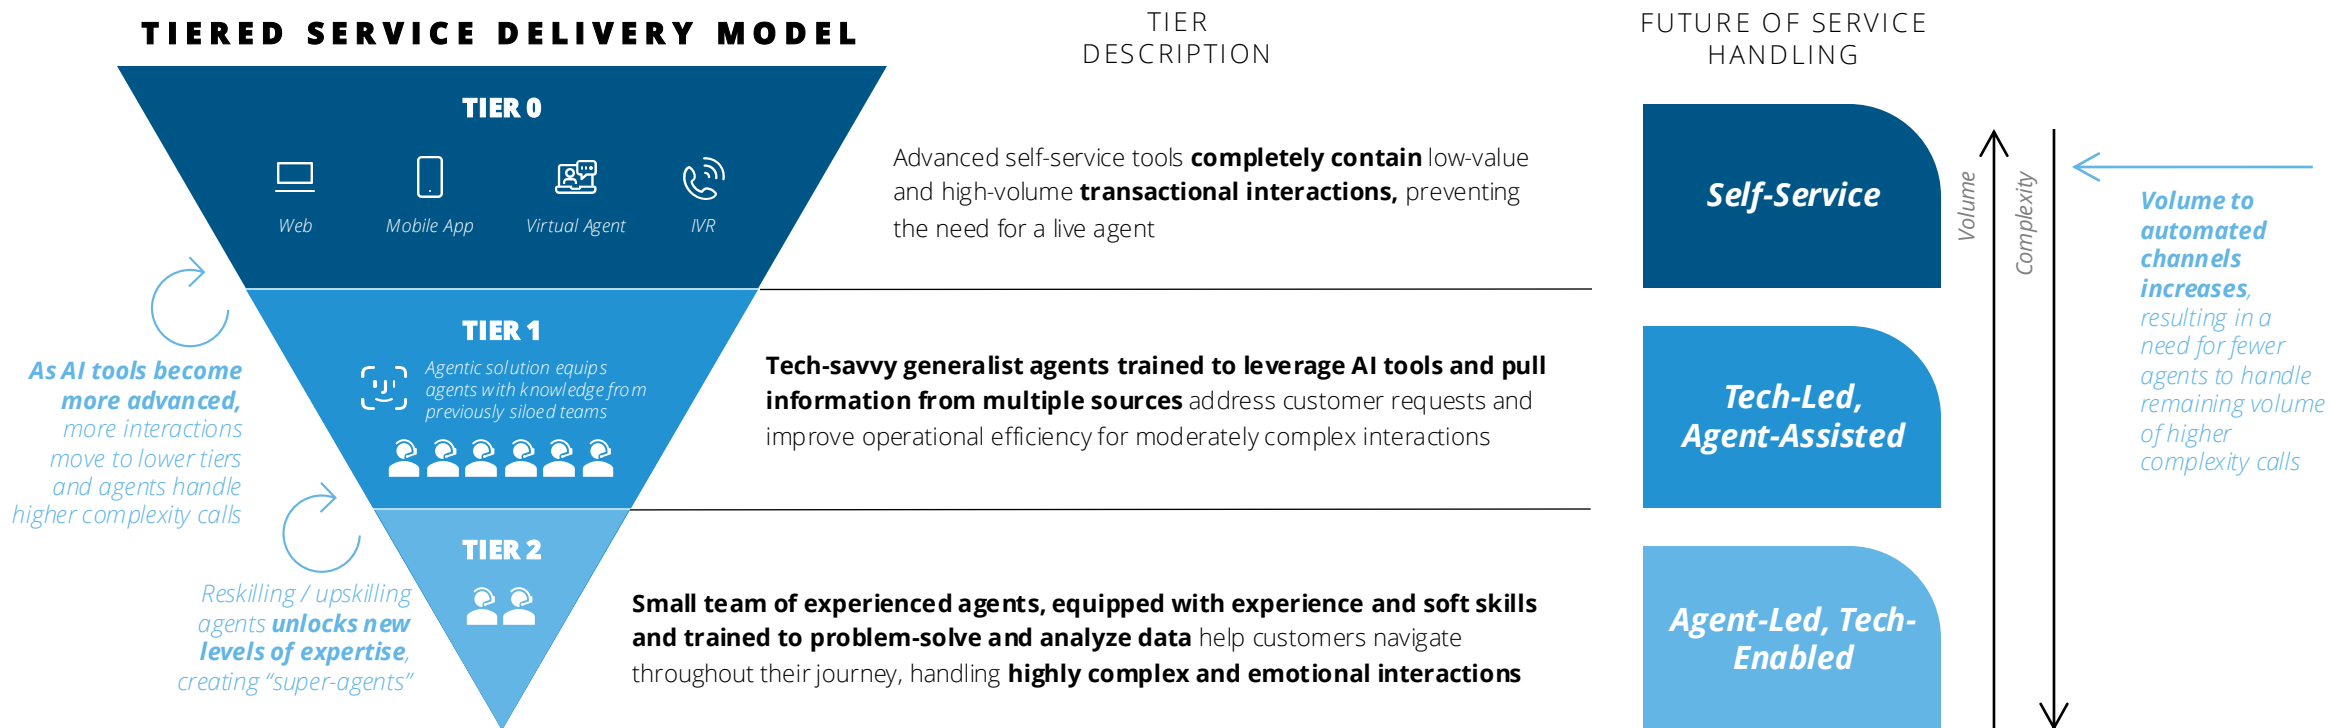 TIERED SERVICE DELIVERY MODEL
TIER
DESCRIPTION
FUTURE OF SERVICE
HANDLING
TIER 0
Web
Mobile App
Virtual Agent
IVR
Advanced self-service tools completely contain low-value
and high-volume transactional interactions, preventing
the need for a live agent
Self-Service
Volume
Complexity
Volume to
automated
channels
increases,
resulting in a
need for fewer
agents to handle
remaining volume
of higher
complexity calls
As AI tools become
more advanced,
more interactions
move to lower tiers
and agents handle
higher complexity calls
TIER 1
Agentic solution equips
agents with knowledge from
previously siloed teams
Tech-savvy generalist agents trained to leverage AI tools and pull
information from multiple sources address customer requests and
improve operational efficiency for moderately complex interactions
Tech-Led,
Agent-Assisted
Reskilling / upskilling
agents unlocks new
levels of expertise,
creating “super-agents”
TIER 2
Small team of experienced agents, equipped with experience and soft skills
and trained to problem-solve and analyze data help customers navigate
throughout their journey, handling highly complex and emotional interactions
Agent-Led, Tech-
Enabled